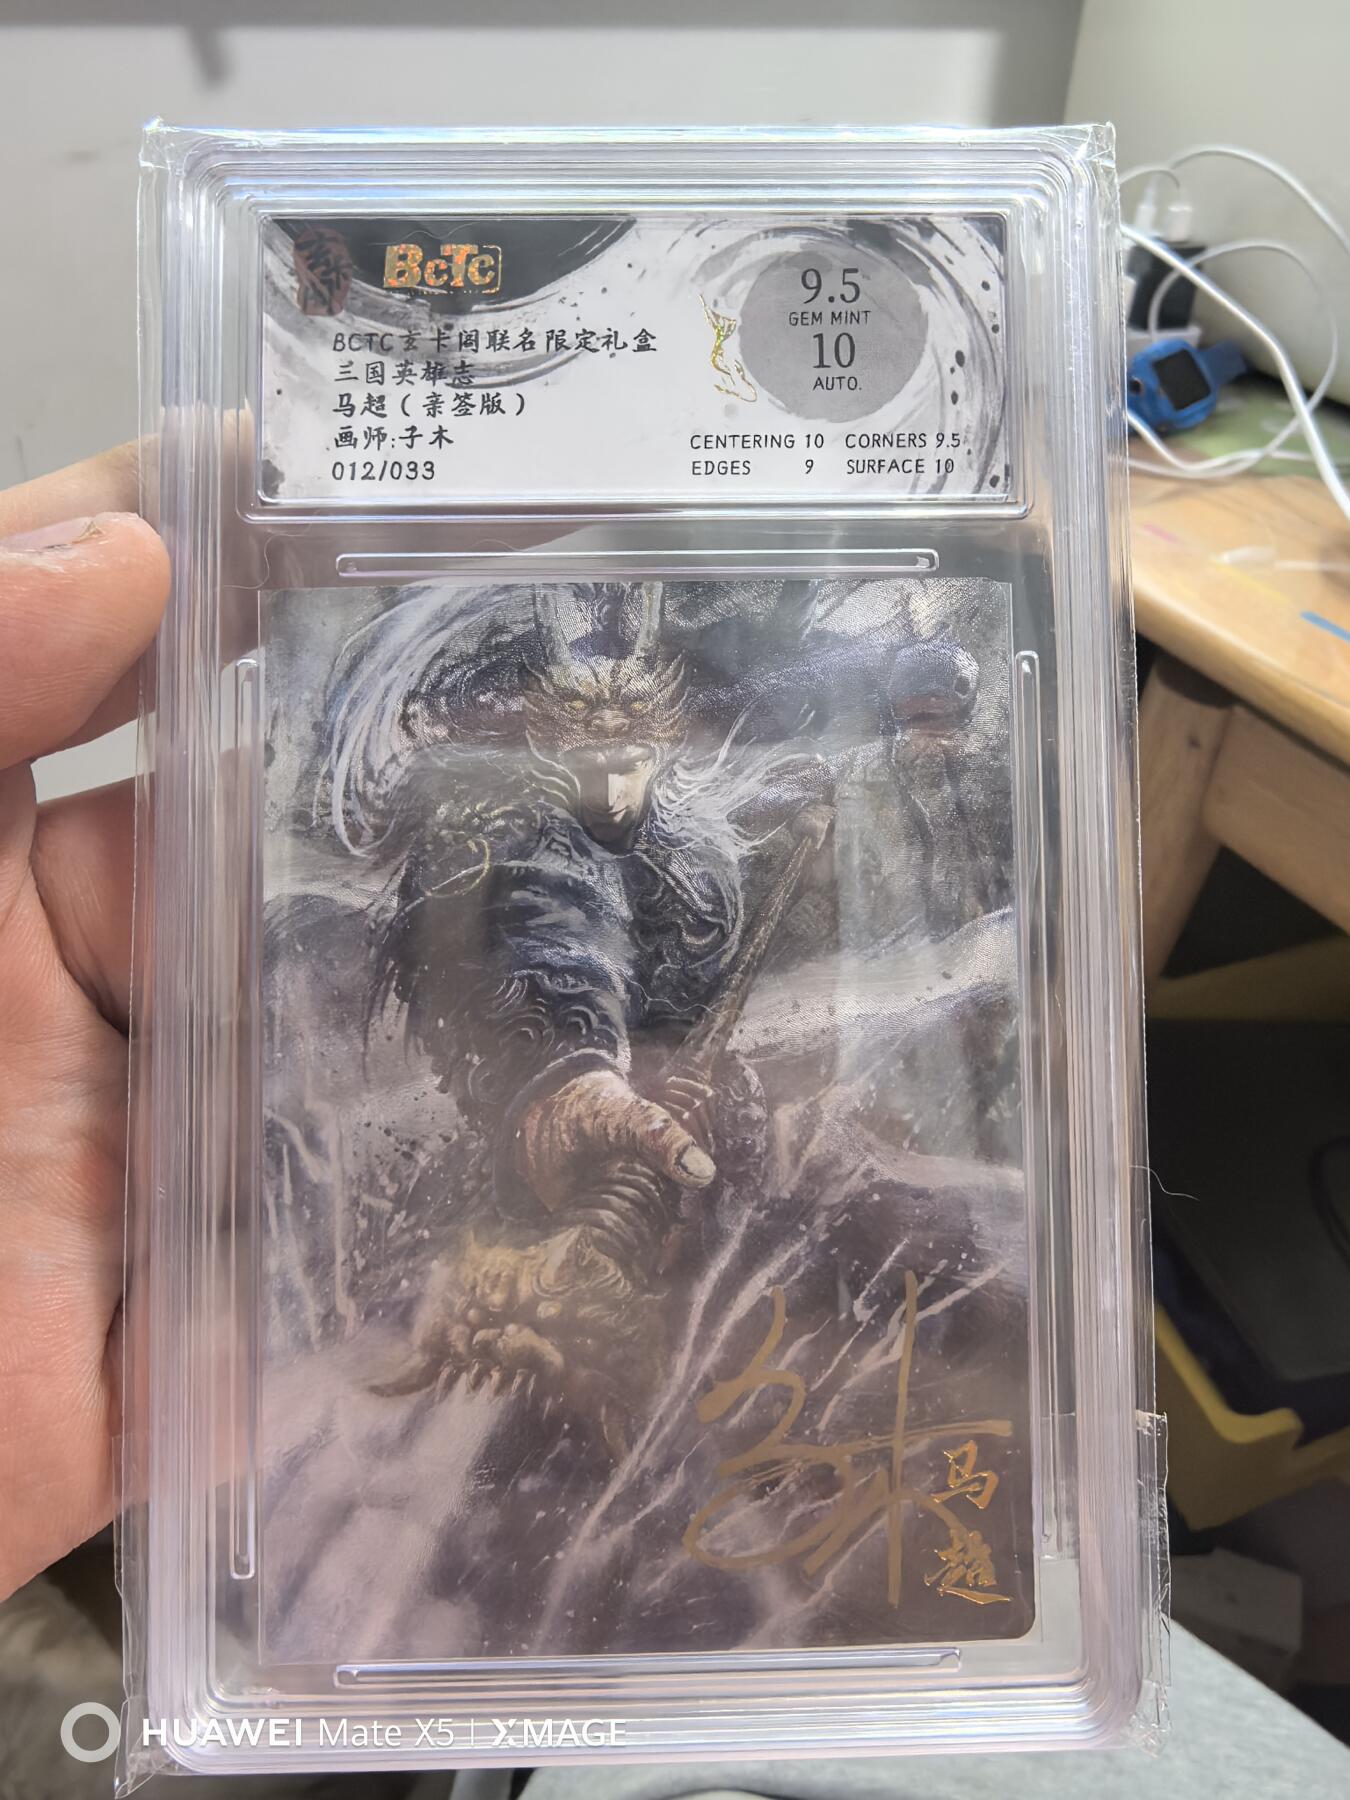 BCTC
BCTC玄卡阁联名限定礼盒
三国英雄志
马超（亲签版）
画师:子木
012/033
9.5
GEM MINT
10
AUTO.
CENTERING 10 CORNERS 9.5
EDGES 9 SURFACE 10
子木
马超
HUAWEI Mate X5 | XMAGE